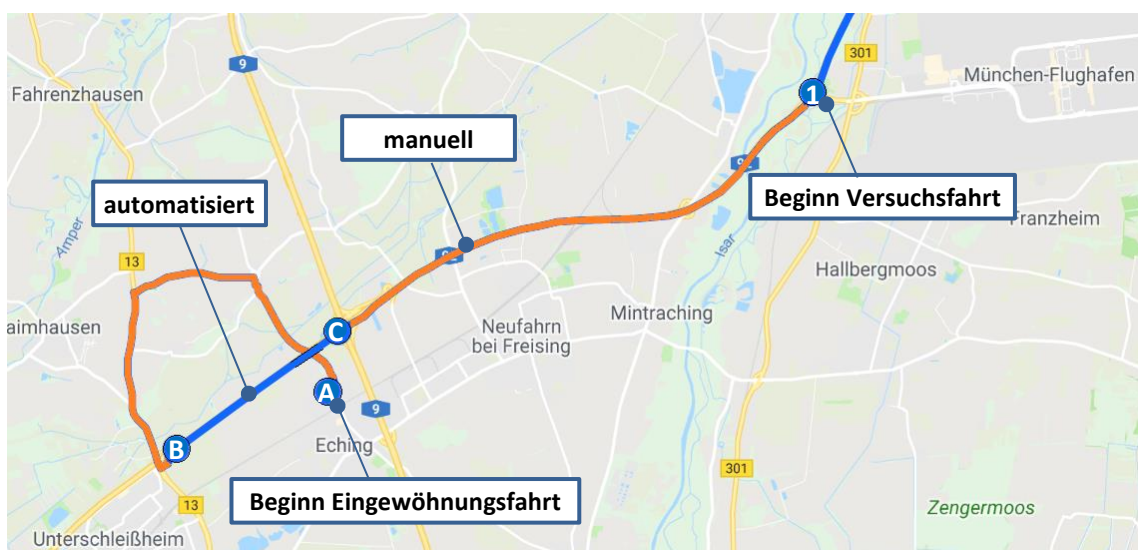 9
301
München-Flughafen
Fahrenzhausen
1
manuell
automatisiert
Beginn Versuchsfahrt
Franzheim
Amper
Isar
13
Hallbergmoos
aimhausen
Mintraching
C
Neufahrn
bei Freising
A
9
B
Eching
301
Beginn Eingewöhnungsfahrt
13
Zengermoos
Unterschleißheim